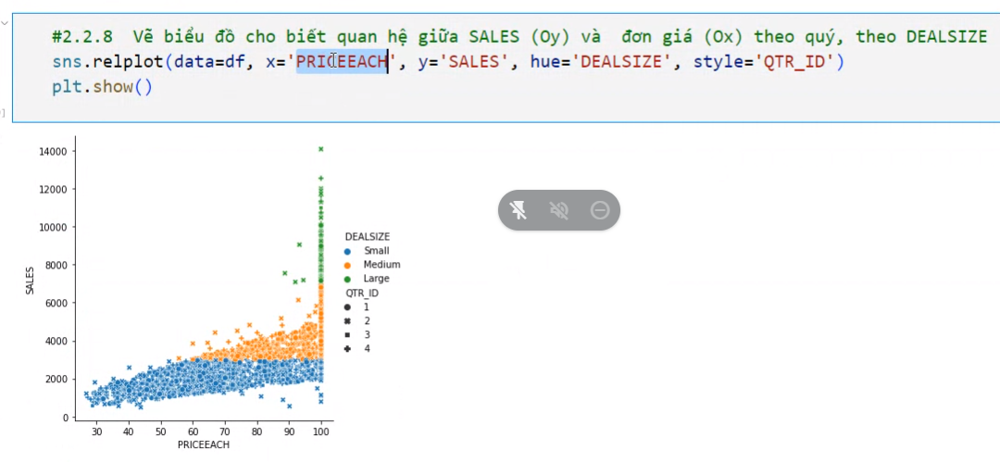 #2.2.8  Vẽ biểu đồ cho biết quan hệ giữa SALES (Oy) và  đơn giá (Ox) theo quý, theo DEALSIZE
sns.relplot(data=df, x='PRICEEACH', y='SALES', hue='DEALSIZE', style='QTR_ID')
plt.show()
14000
12000
10000
8000
6000
4000
2000
0
SALES
30 40 50 60 70 80 90 100
PRICEEACH
DEALSIZE
Small
Medium
Large
QTR_ID
1
2
3
4